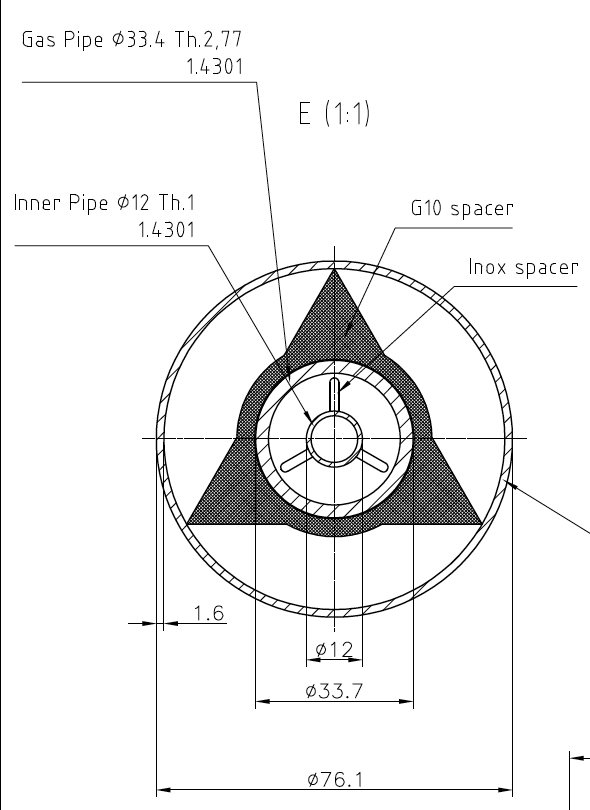 Gas Pipe Ø33.4 Th.2,77
1.4301
E (1:1)
Inner Pipe Ø12 Th.1
1.4301
G10 spacer
Inox spacer
1.6
Ø12
Ø33.7
Ø76.1